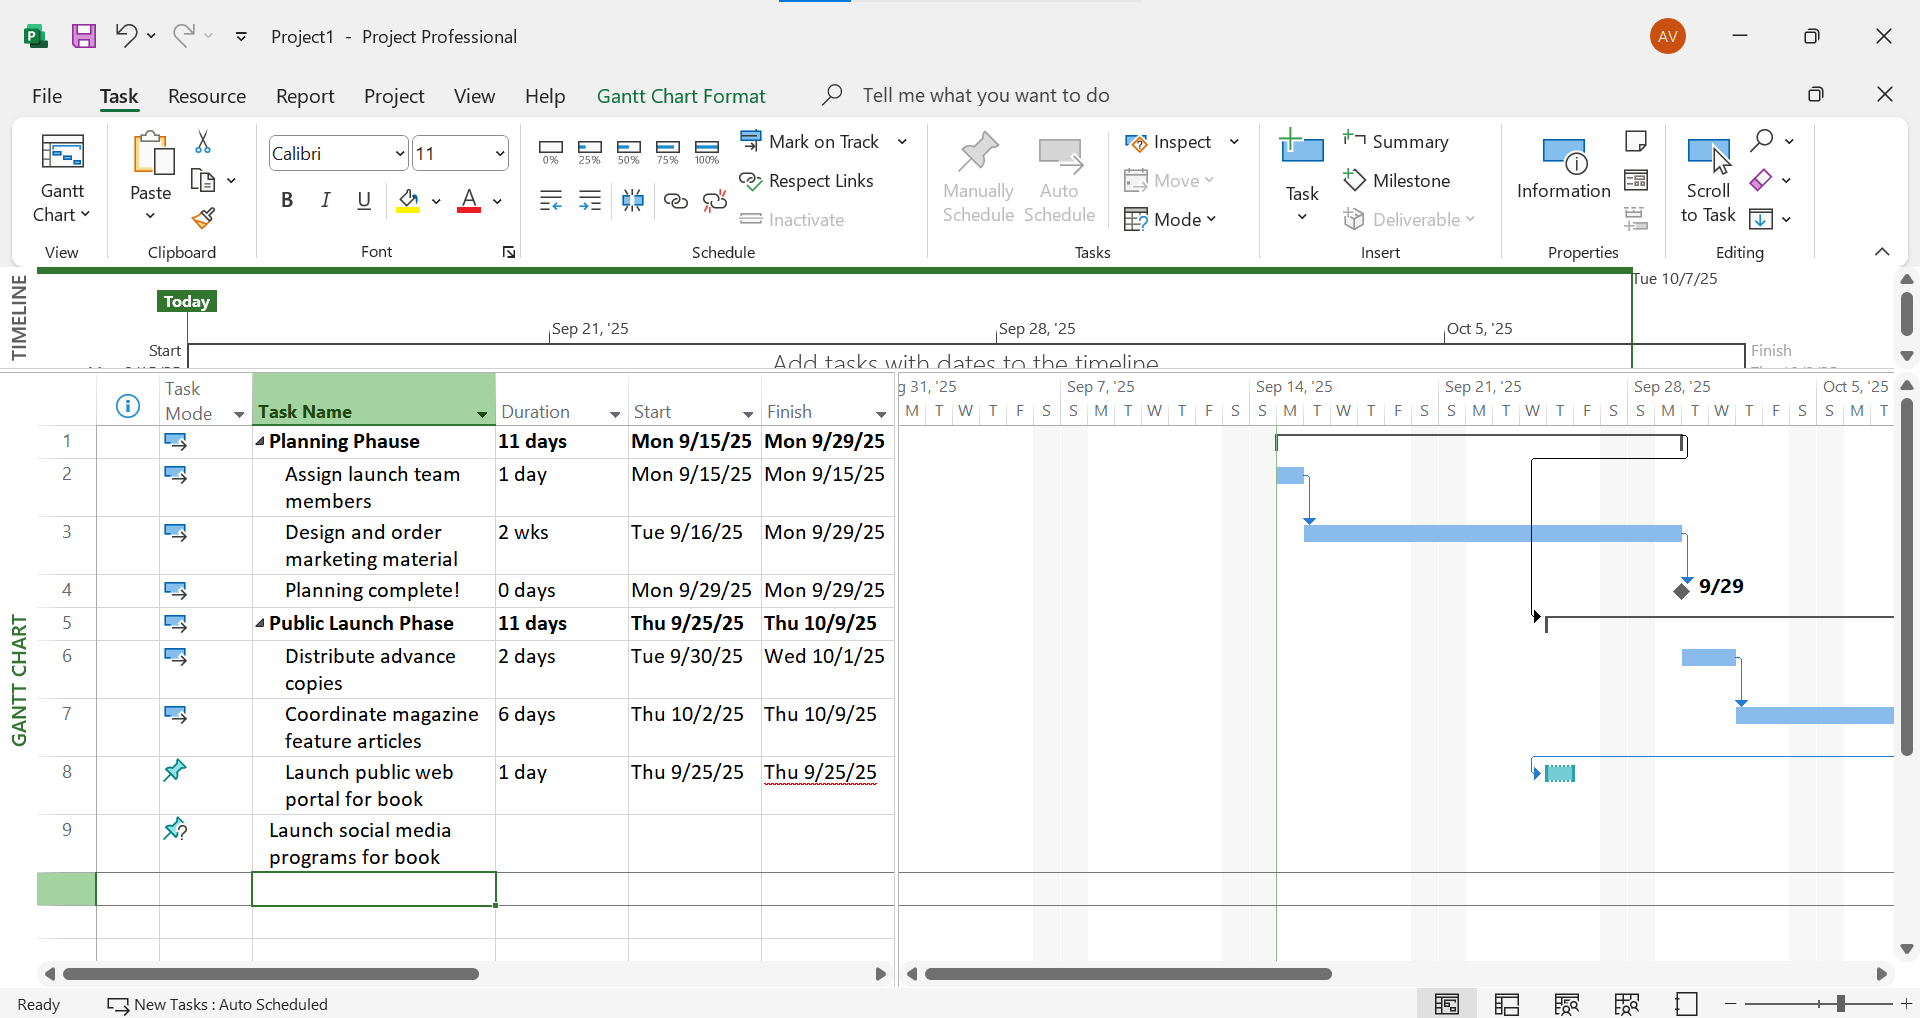 Project1 - Project Professional
AV
File Task Resource Report Project View Help Gantt Chart Format Tell me what you want to do
Gantt
Chart
View
Paste
Clipboard
Calibri 11
B I U A
Font
0% 25% 50% 75% 100%
Mark on Track
Respect Links
Inactivate
Schedule
Manually
Schedule
Auto
Schedule
Inspect
Move
Mode
Tasks
Task
Summary
Milestone
Deliverable
Insert
Information
Properties
Scroll
to Task
Editing
TIMELINE
Today
Tue 10/7/25
Sep 21, '25 Sep 28, '25 Oct 5, '25
Start
Add tasks with dates to the timeline
Finish
GANTT CHART
Task
Mode Task Name Duration Start Finish
31, '25 Sep 7, '25 Sep 14, '25 Sep 21, '25 Sep 28, '25 Oct 5, '25
M T W T F S S M T W T F S S M T W T F S S M T W T F S S M T W T F S S M T
1 Planning Phause 11 days Mon 9/15/25 Mon 9/29/25
2 Assign launch team 1 day Mon 9/15/25 Mon 9/15/25
members
3 Design and order 2 wks Tue 9/16/25 Mon 9/29/25
marketing material
4 Planning complete! 0 days Mon 9/29/25 Mon 9/29/25
9/29
5 Public Launch Phase 11 days Thu 9/25/25 Thu 10/9/25
6 Distribute advance 2 days Tue 9/30/25 Wed 10/1/25
copies
7 Coordinate magazine 6 days Thu 10/2/25 Thu 10/9/25
feature articles
8 Launch public web 1 day Thu 9/25/25 Thu 9/25/25
portal for book
9 Launch social media
programs for book
Ready New Tasks : Auto Scheduled